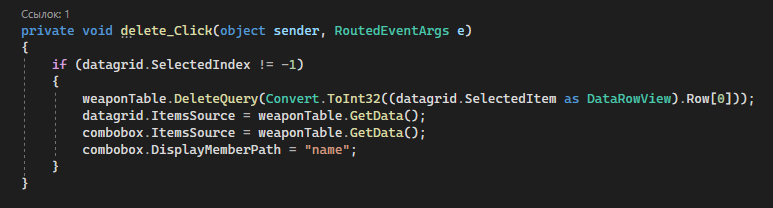 Ссылок: 1
private void delete_Click(object sender, RoutedEventArgs e)
{
if (datagrid.SelectedIndex != -1)
{
weaponTable.DeleteQuery(Convert.ToInt32((datagrid.SelectedItem as DataRowView).Row[0]));
datagrid.ItemsSource = weaponTable.GetData();
combobox.ItemsSource = weaponTable.GetData();
combobox.DisplayMemberPath = "name";
}
}